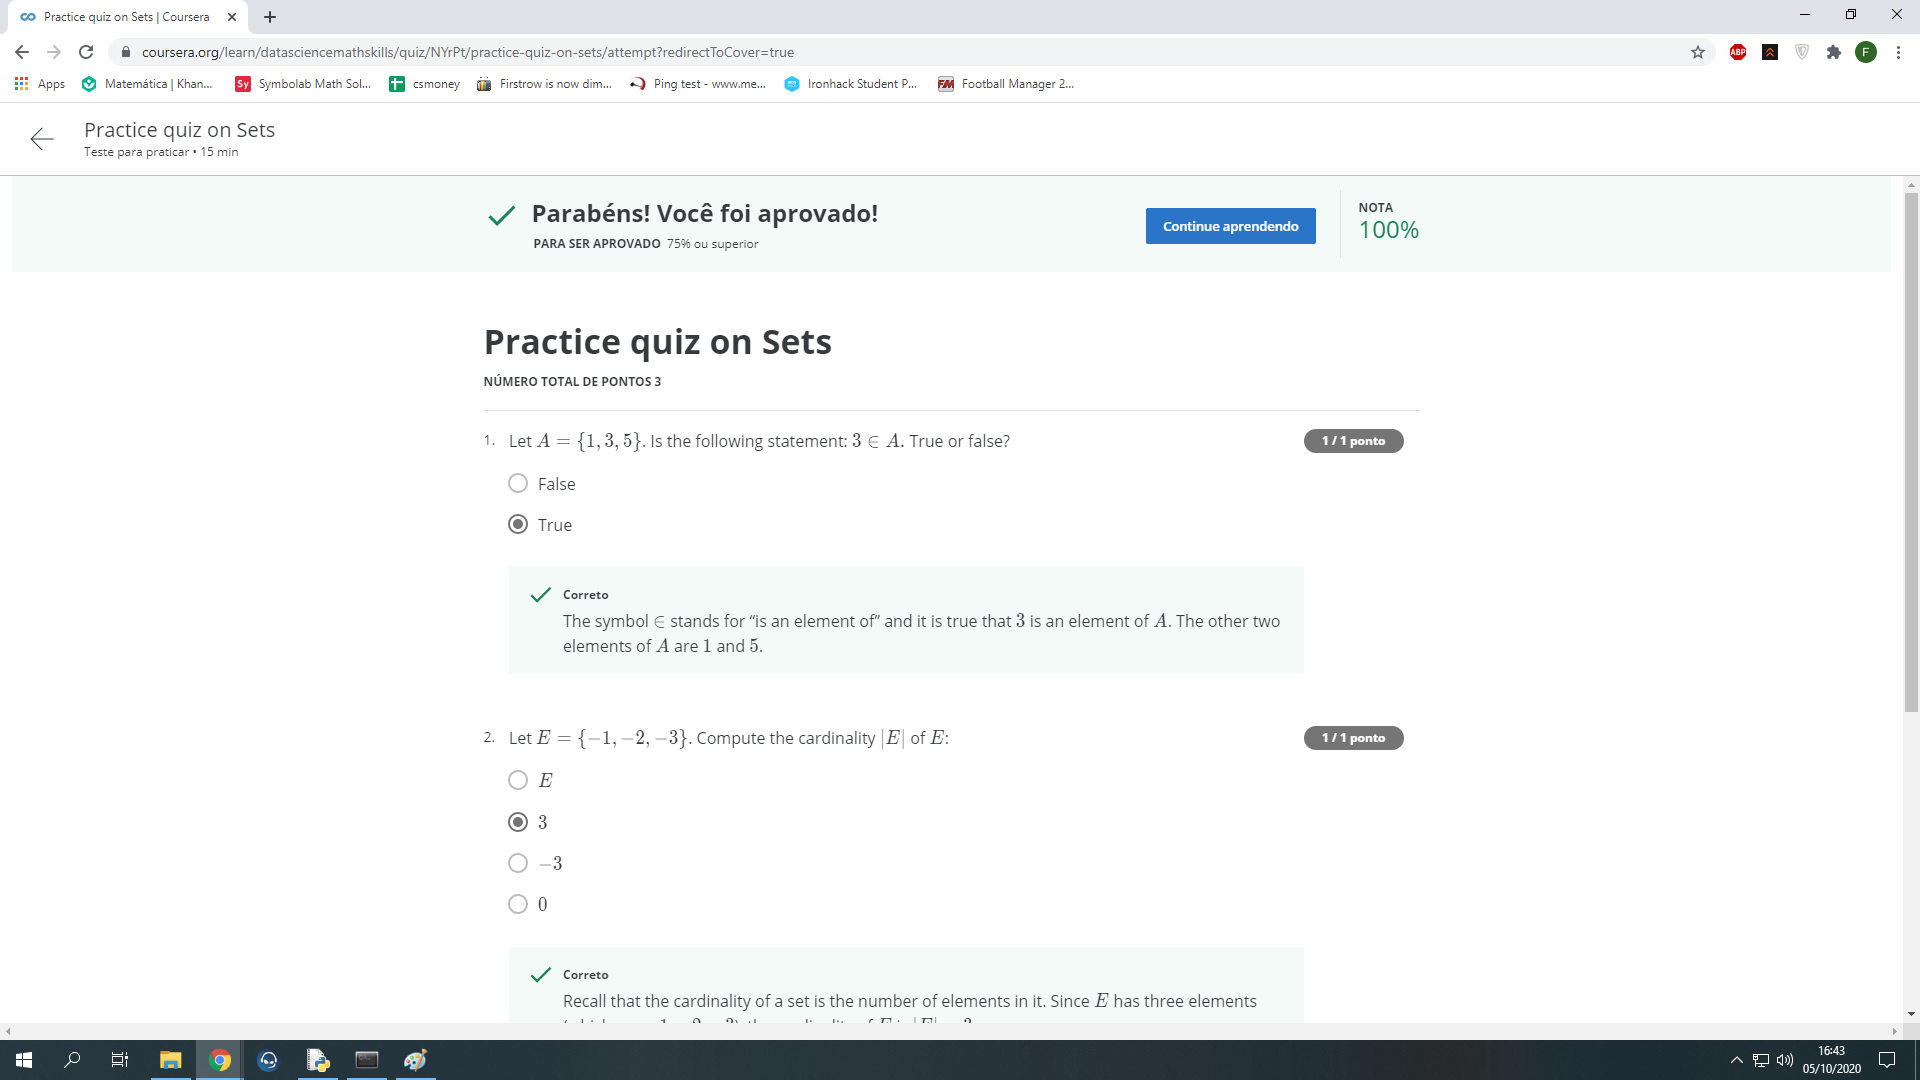 Practice quiz on Sets | Coursera
coursera.org/learn/datasciencemathskills/quiz/NYrPt/practice-quiz-on-sets/attempt?redirectToCover=true
ABP
F
Apps
Matemática | Khan...
Sy Symbolab Math Sol...
csmoney
Firstrow is now dim...
Ping test - www.me...
Ironhack Student P...
FM Football Manager 2...
Practice quiz on Sets
Teste para praticar • 15 min
Parabéns! Você foi aprovado!
PARA SER APROVADO 75% ou superior
Continue aprendendo
NOTA
100%
Practice quiz on Sets
NÚMERO TOTAL DE PONTOS 3
1. Let A = {1, 3, 5}. Is the following statement: 3 ∈ A. True or false?
1 / 1 ponto
False
True
Correto
The symbol ∈ stands for “is an element of” and it is true that 3 is an element of A. The other two
elements of A are 1 and 5.
2. Let E = {−1, −2, −3}. Compute the cardinality |E| of E:
1 / 1 ponto
E
3
−3
0
Correto
Recall that the cardinality of a set is the number of elements in it. Since E has three elements
16:43
05/10/2020